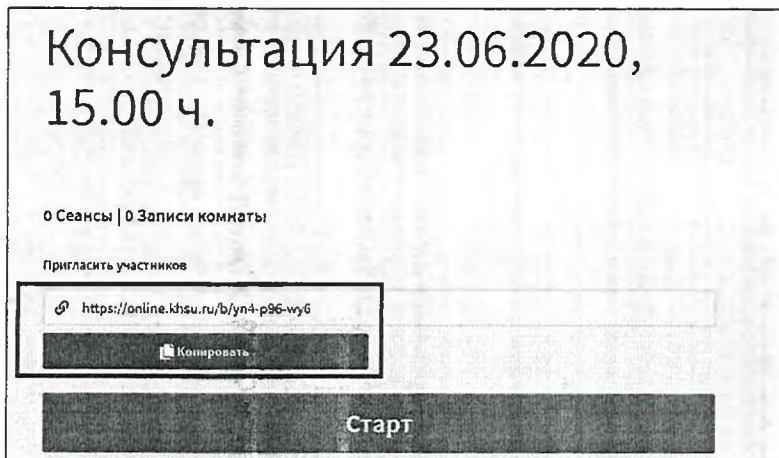 Консультация 23.06.2020,
15.00 ч.
0 Сеансы | 0 Записи комнаты
Пригласить участников
https://online.khsu.ru/b/yn4-p96-wy6
Копировать
Старт